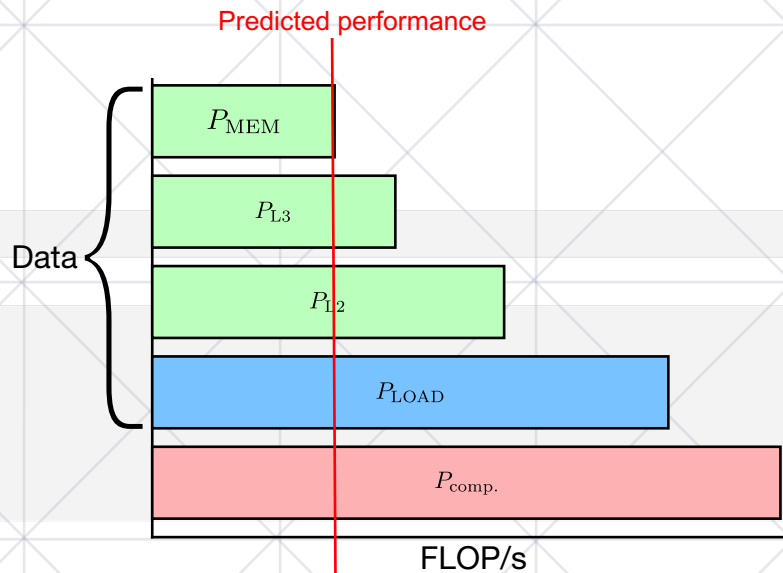 Predicted performance
P_MEM
P_L3
Data
P_L2
P_LOAD
P_comp.
FLOP/s